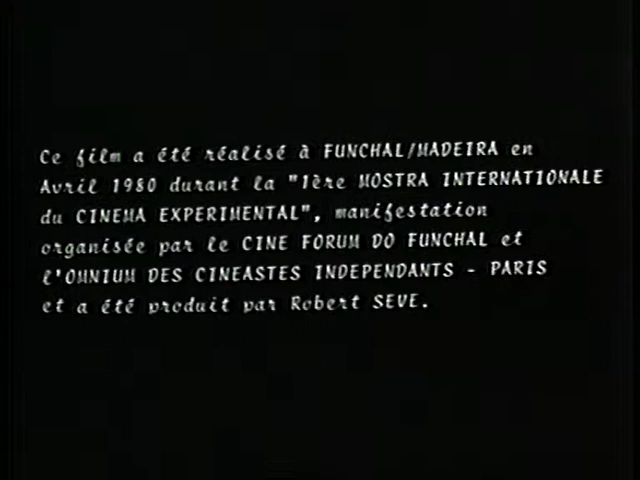 Ce film a été réalisé à FUNCHAL/MADEIRA en
Avril 1980 durant la "1ère MOSTRA INTERNATIONALE
du CINEMA EXPERIMENTAL", manifestation
organisée par le CINE FORUM DO FUNCHAL et
l'OMNIUM DES CINEASTES INDEPENDANTS - PARIS
et a été produit par Robert SEVE.